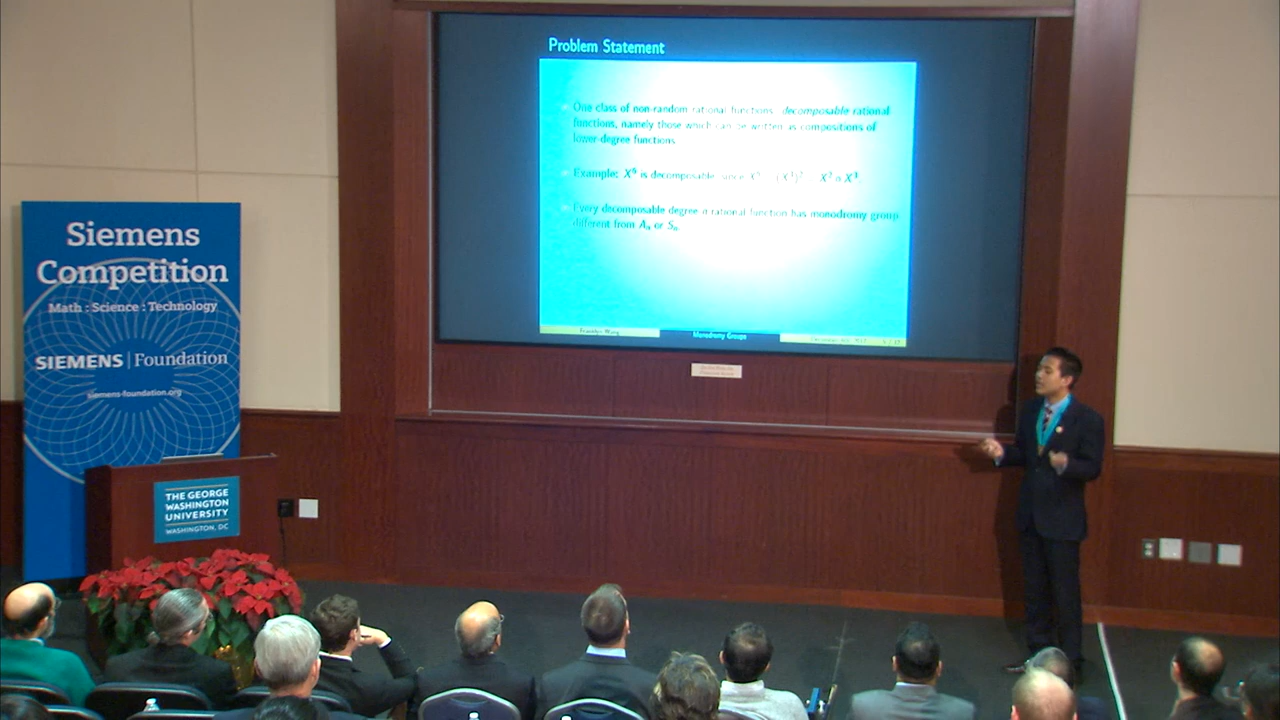 Problem Statement
One class of non-random rational functions decomposable rational
functions, namely those which can be written as compositions of
lower-degree functions
Example: X⁶ is decomposable since
Every decomposable degree-n rational function has monodromy group
different from Aₙ or Sₙ.
Monodromy Groups
Siemens
Competition
Math : Science : Technology
SIEMENS | Foundation
siemens-foundation.org
THE GEORGE
WASHINGTON
UNIVERSITY
WASHINGTON, DC